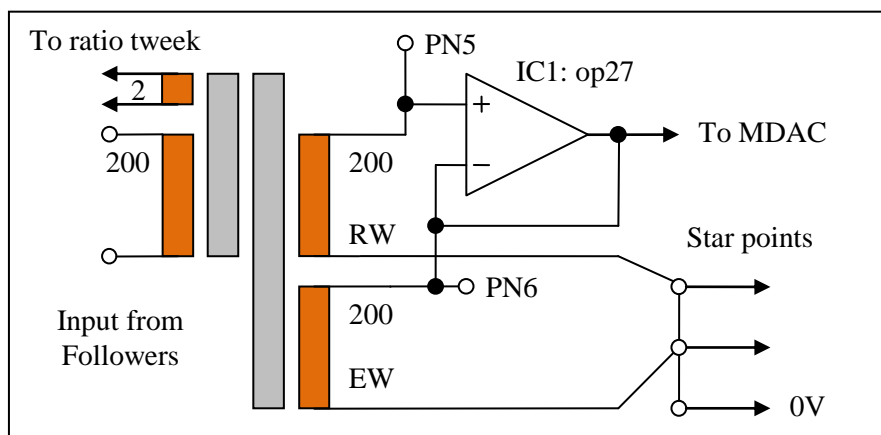 To ratio tweek
PN5
IC1: op27
2
+
To MDAC
200
200
−
RW
Star points
PN6
200
Input from
Followers
EW
0V